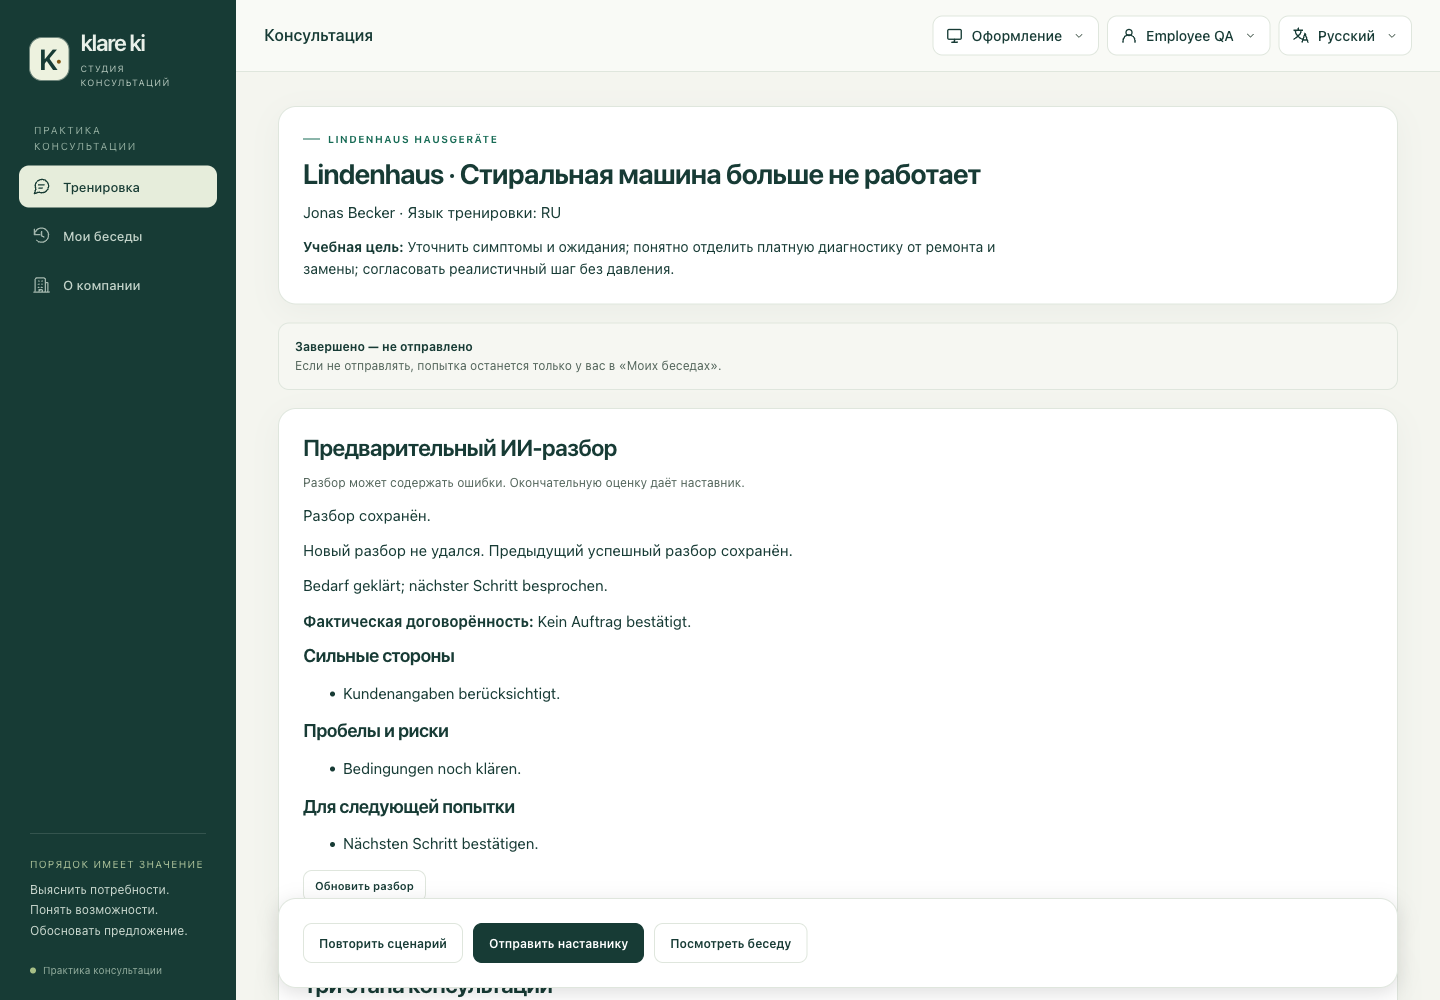 K
klare ki
СТУДИЯ
КОНСУЛЬТАЦИЙ
ПРАКТИКА
КОНСУЛЬТАЦИИ
Тренировка
Мои беседы
О компании
ПОРЯДОК ИМЕЕТ ЗНАЧЕНИЕ
Выяснить потребности.
Понять возможности.
Обосновать предложение.
Практика консультации
Консультация
Оформление
Employee QA
Русский
LINDENHAUS HAUSGERÄTE
Lindenhaus · Стиральная машина больше не работает
Jonas Becker · Язык тренировки: RU
Учебная цель: Уточнить симптомы и ожидания; понятно отделить платную диагностику от ремонта и
замены; согласовать реалистичный шаг без давления.
Завершено — не отправлено
Если не отправлять, попытка останется только у вас в «Моих беседах».
Предварительный ИИ-разбор
Разбор может содержать ошибки. Окончательную оценку даёт наставник.
Разбор сохранён.
Новый разбор не удался. Предыдущий успешный разбор сохранён.
Bedarf geklärt; nächster Schritt besprochen.
Фактическая договорённость: Kein Auftrag bestätigt.
Сильные стороны
• Kundenangaben berücksichtigt.
Пробелы и риски
• Bedingungen noch klären.
Для следующей попытки
• Nächsten Schritt bestätigen.
Обновить разбор
Повторить сценарий
Отправить наставнику
Посмотреть беседу
Три этапа консультации